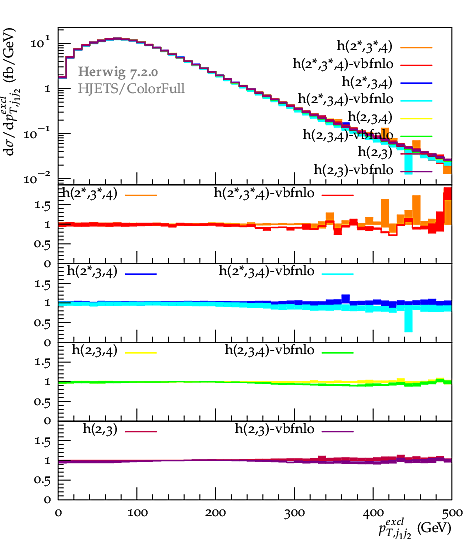 dσ/dp^{excl}_{T,j1j2} (fb/GeV)
10^1
1
10^{-1}
10^{-2}
Herwig 7.2.0
HJETS/ColorFull
h(2*,3*,4)
h(2*,3*,4)-vbfnlo
h(2*,3,4)
h(2*,3,4)-vbfnlo
h(2,3,4)
h(2,3,4)-vbfnlo
h(2,3)
h(2,3)-vbfnlo
h(2*,3*,4) h(2*,3*,4)-vbfnlo
1.5
1
0.5
0
h(2*,3,4) h(2*,3,4)-vbfnlo
1.5
1
0.5
0
h(2,3,4) h(2,3,4)-vbfnlo
1.5
1
0.5
0
h(2,3) h(2,3)-vbfnlo
1.5
1
0.5
0
0 100 200 300 400 500
p^{excl}_{T,j1j2} (GeV)